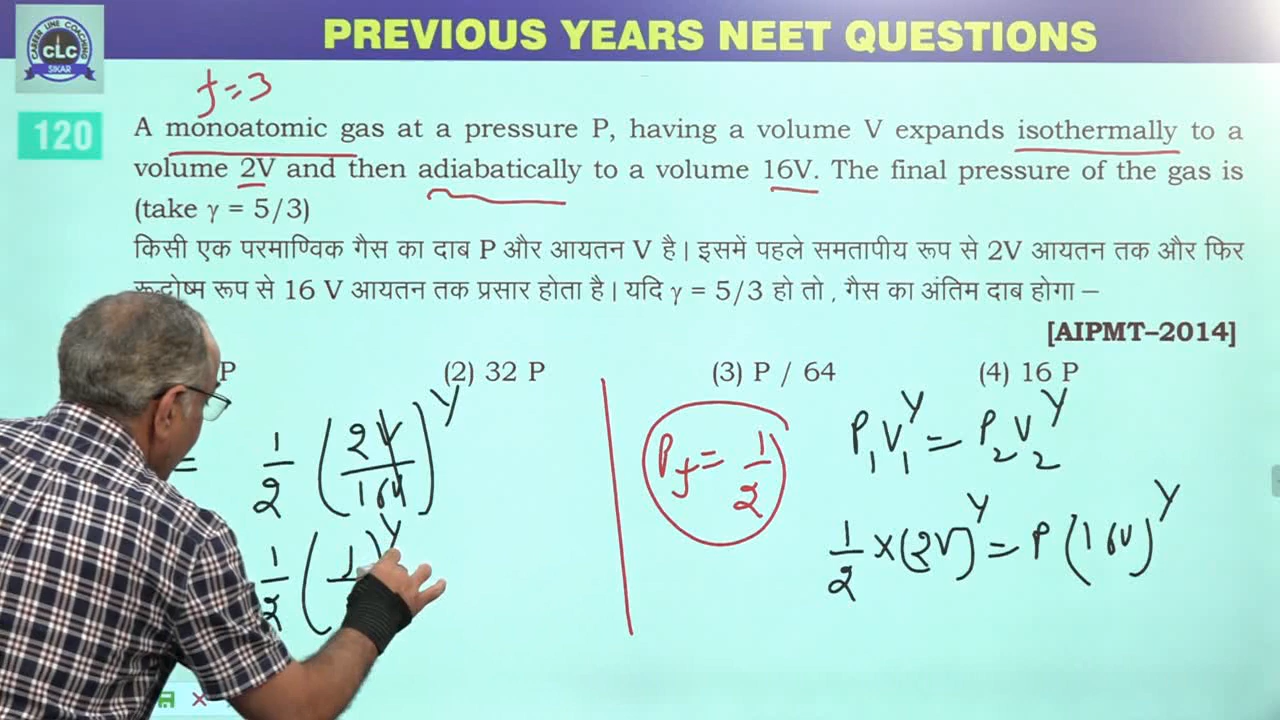 CAREER LINE COACHING
CLC
SIKAR
PREVIOUS YEARS NEET QUESTIONS
f=3
120
A monoatomic gas at a pressure P, having a volume V expands isothermally to a
volume 2V and then adiabatically to a volume 16V. The final pressure of the gas is
(take γ = 5/3)
किसी एक परमाण्विक गैस का दाब P और आयतन V है। इसमें पहले समतापीय रूप से 2V आयतन तक और फिर
रूद्धोष्म रूप से 16 V आयतन तक प्रसार होता है। यदि γ = 5/3 हो तो , गैस का अंतिम दाब होगा –
[AIPMT–2014]
P (2) 32 P (3) P / 64 (4) 16 P
= 1/2 (2V/16V)^γ
1/2 (1)^γ
P_f = 1/2
P₁V₁^γ = P₂V₂^γ
1/2 × (2V)^γ = P (16V)^γ